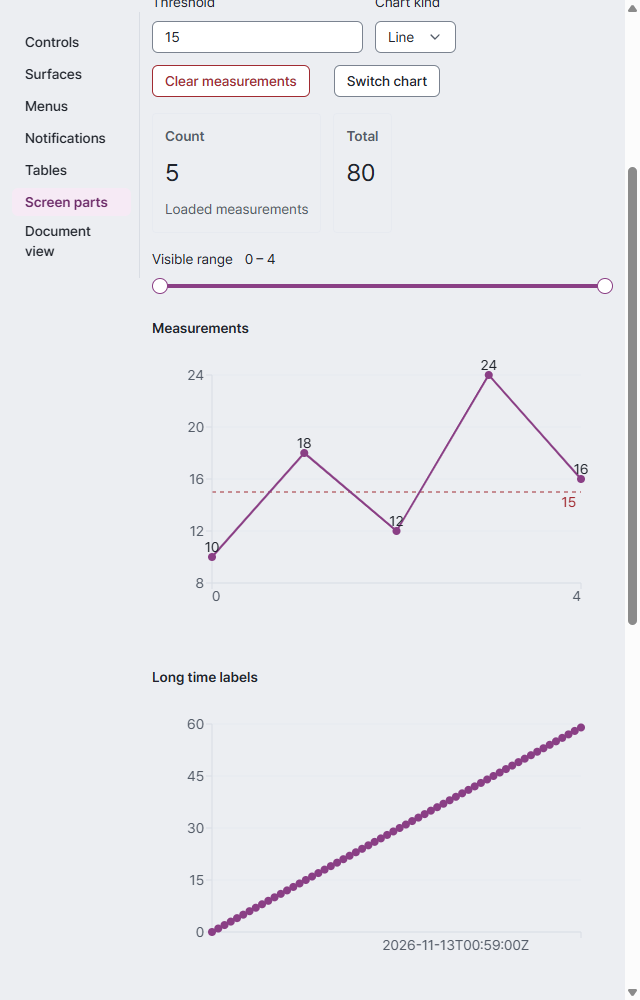 Threshold
Chart kind
15
Line
Controls
Surfaces
Clear measurements
Switch chart
Menus
Notifications
Count
Total
Tables
5
80
Screen parts
Loaded measurements
Document
view
Visible range 0 – 4
Measurements
24
24
20
18
16
16
15
12
12
10
8
0
4
Long time labels
60
45
30
15
0
2026-11-13T00:59:00Z